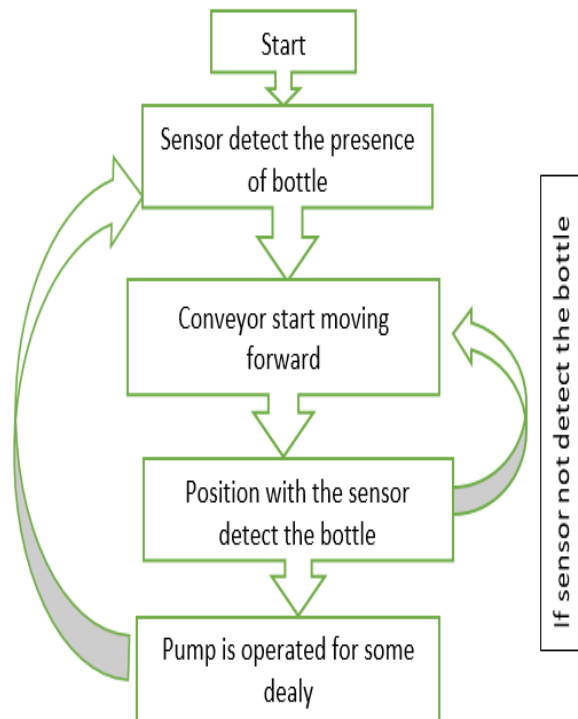 Start
Sensor detect the presence
of bottle
Conveyor start moving
forward
Position with the sensor
detect the bottle
Pump is operated for some
dealy
If sensor not detect the bottle